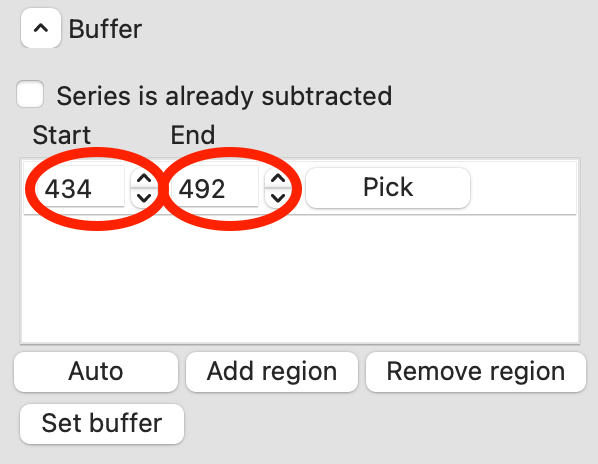 Buffer
Series is already subtracted
Start End
434 492 Pick
Auto Add region Remove region
Set buffer